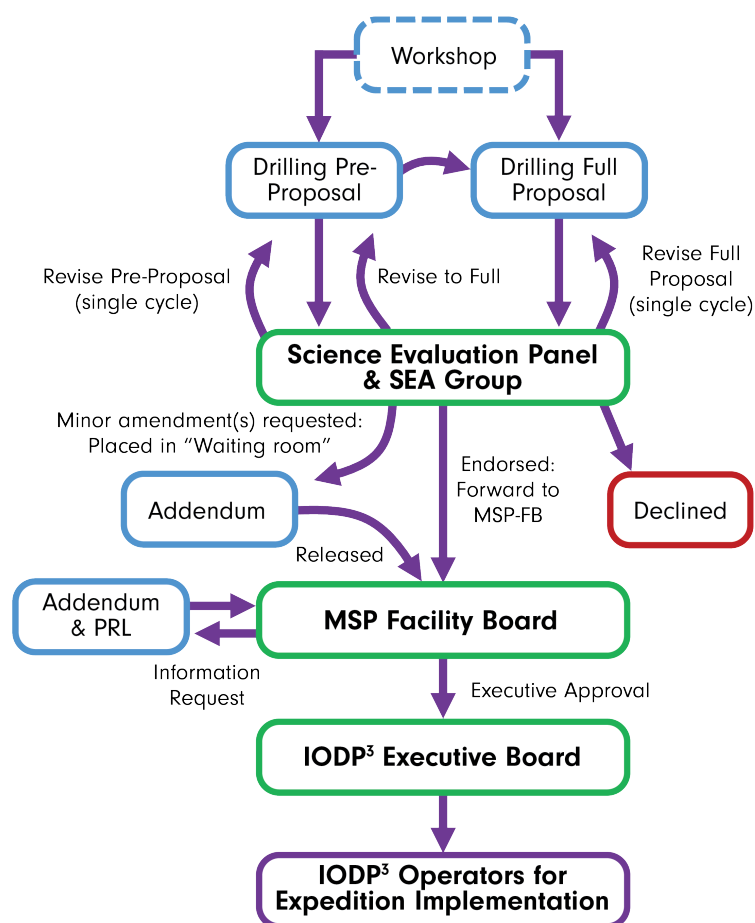 Workshop
Drilling Pre-
Proposal
Drilling Full
Proposal
Revise Pre-Proposal
(single cycle)
Revise to Full
Revise Full
Proposal
(single cycle)
Science Evaluation Panel
& SEA Group
Minor amendment(s) requested:
Placed in “Waiting room”
Endorsed:
Forward to
MSP-FB
Addendum
Declined
Released
Addendum
& PRL
MSP Facility Board
Information
Request
Executive Approval
IODP³ Executive Board
IODP³ Operators for
Expedition Implementation